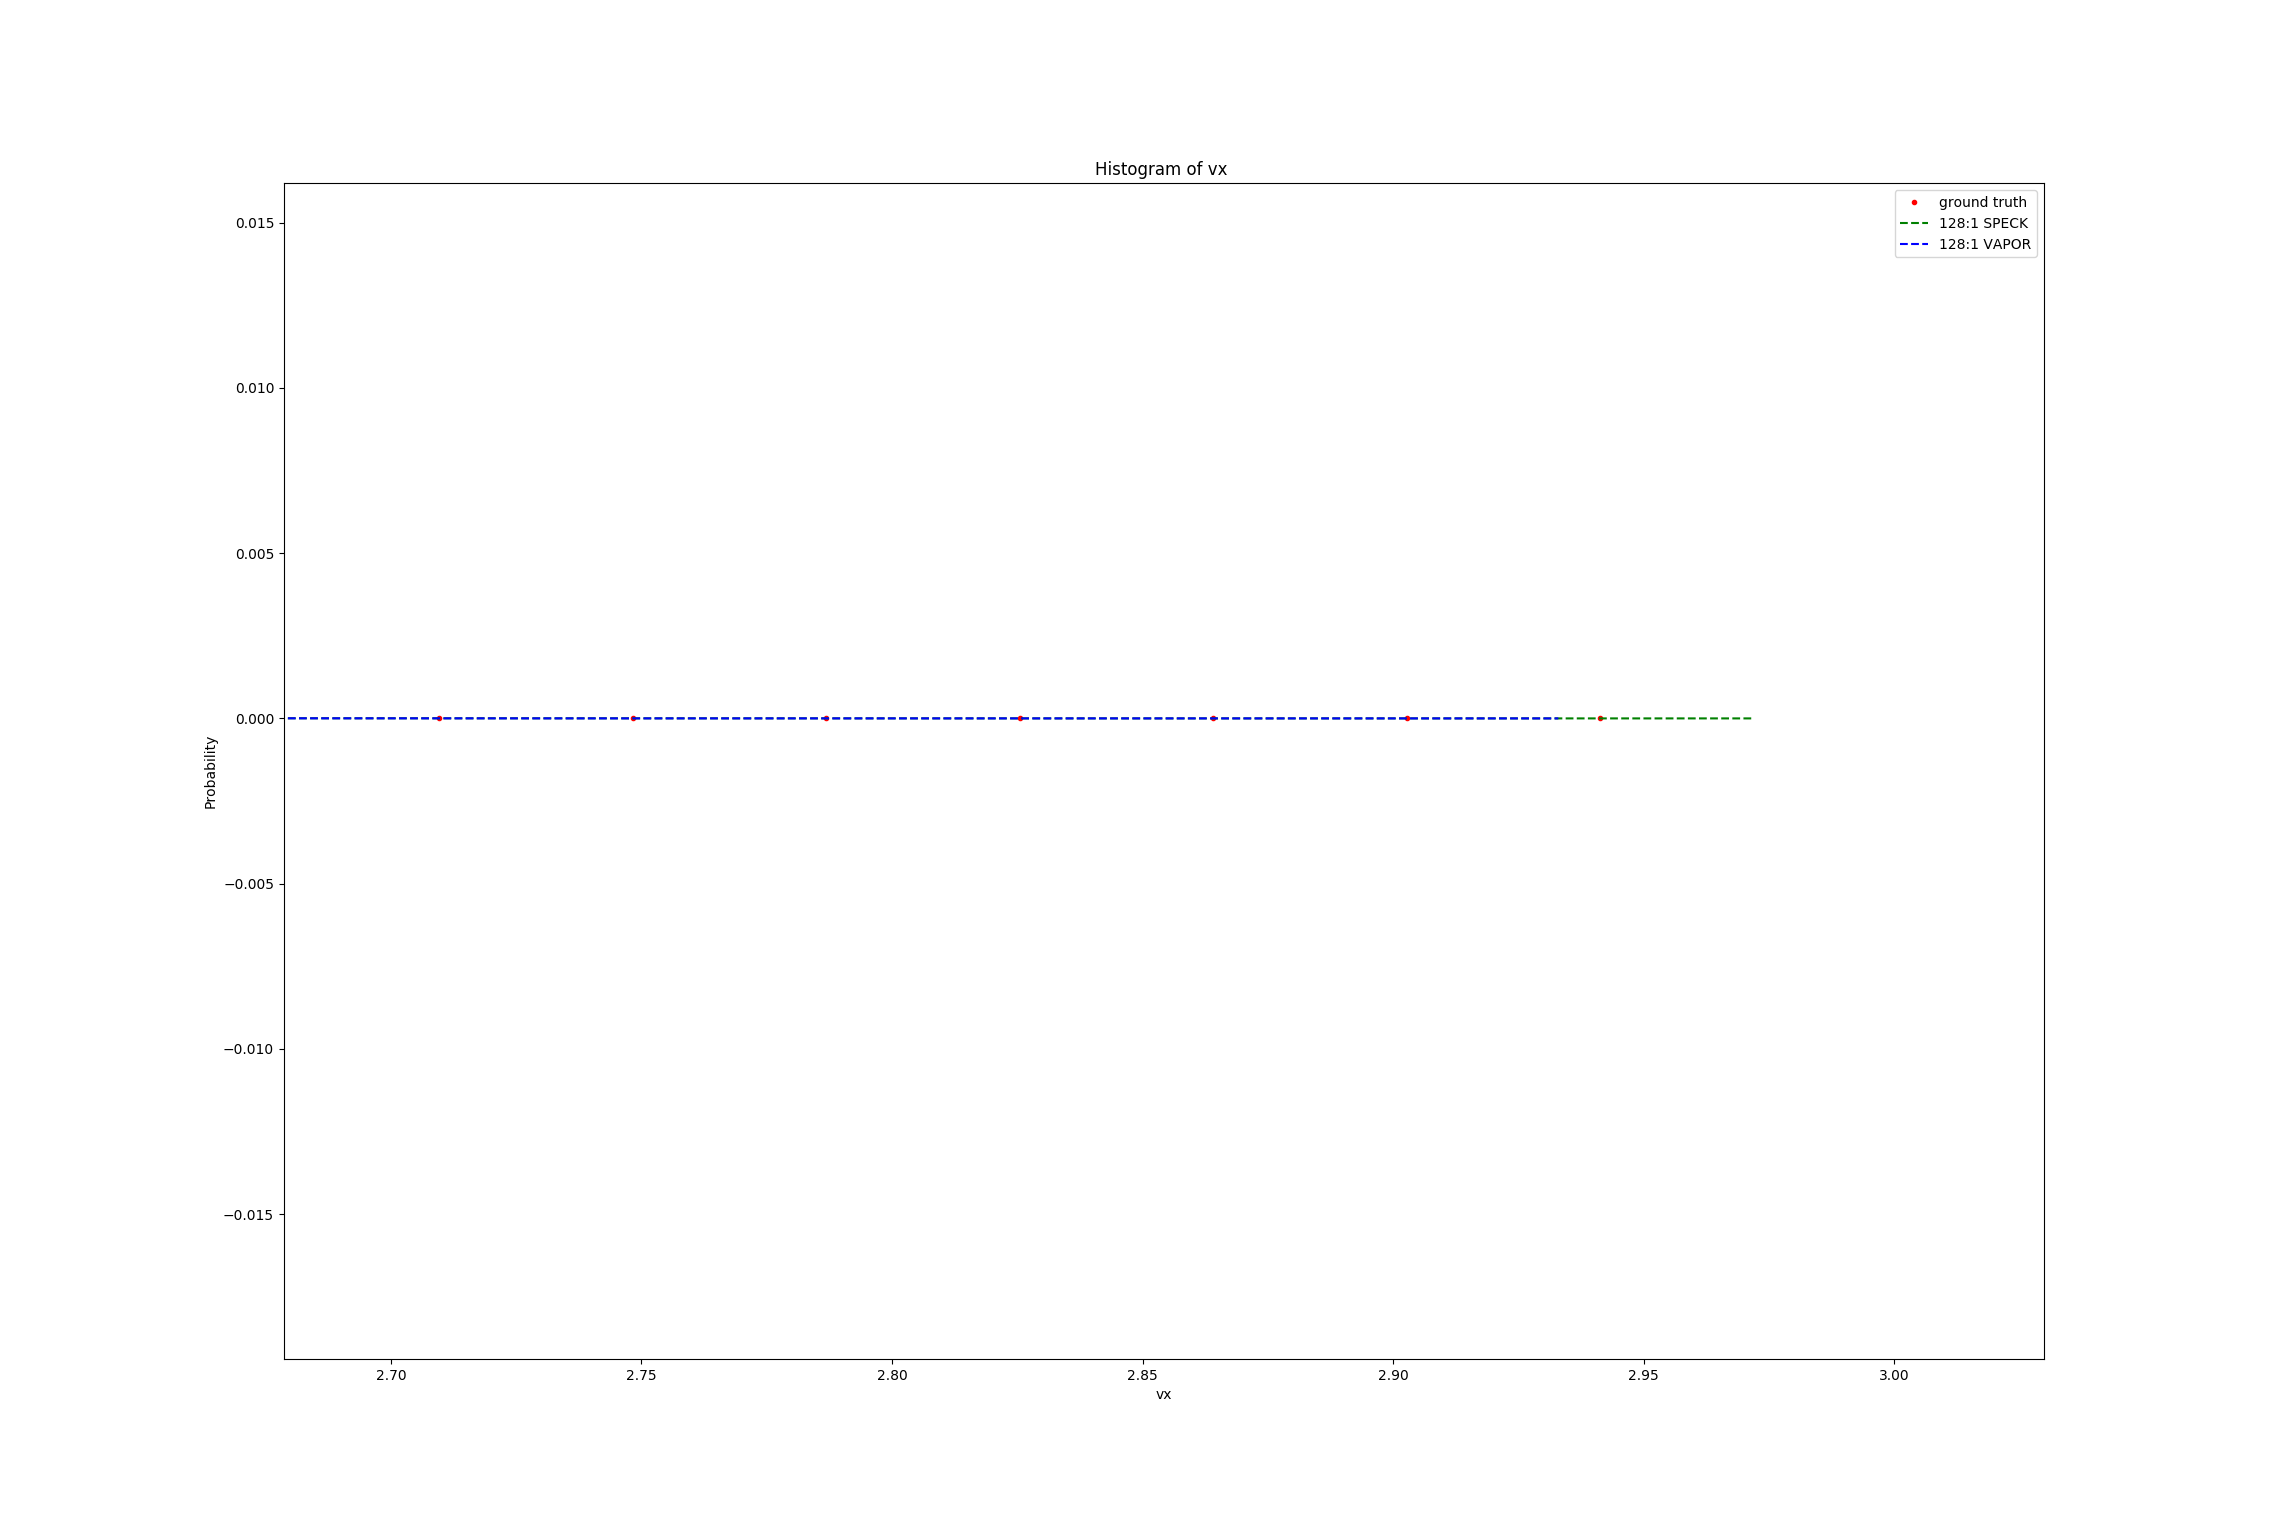 Histogram of vx
ground truth
128:1 SPECK
128:1 VAPOR
0.015
0.010
0.005
0.000
−0.005
−0.010
−0.015
Probability
2.70 2.75 2.80 2.85 2.90 2.95 3.00
vx